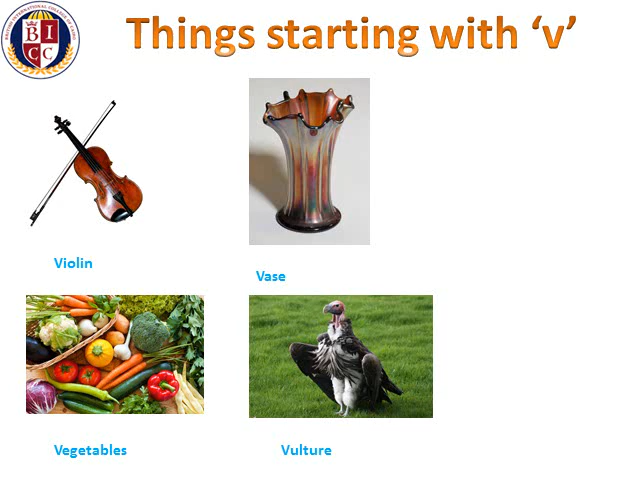 Things starting with ‘v’
BICC
Violin
Vase
Vegetables
Vulture